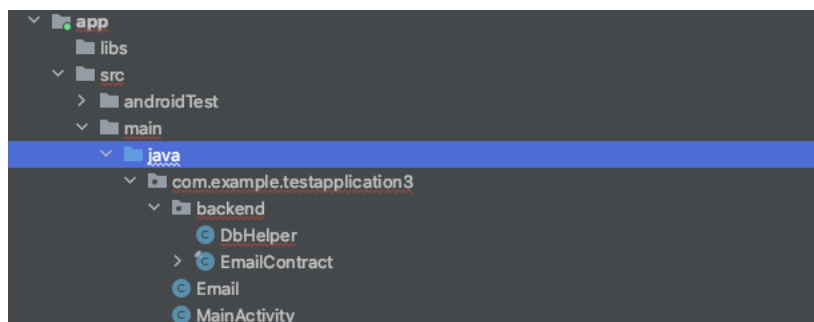 app
libs
src
androidTest
main
java
com.example.testapplication3
backend
DbHelper
EmailContract
Email
MainActivity